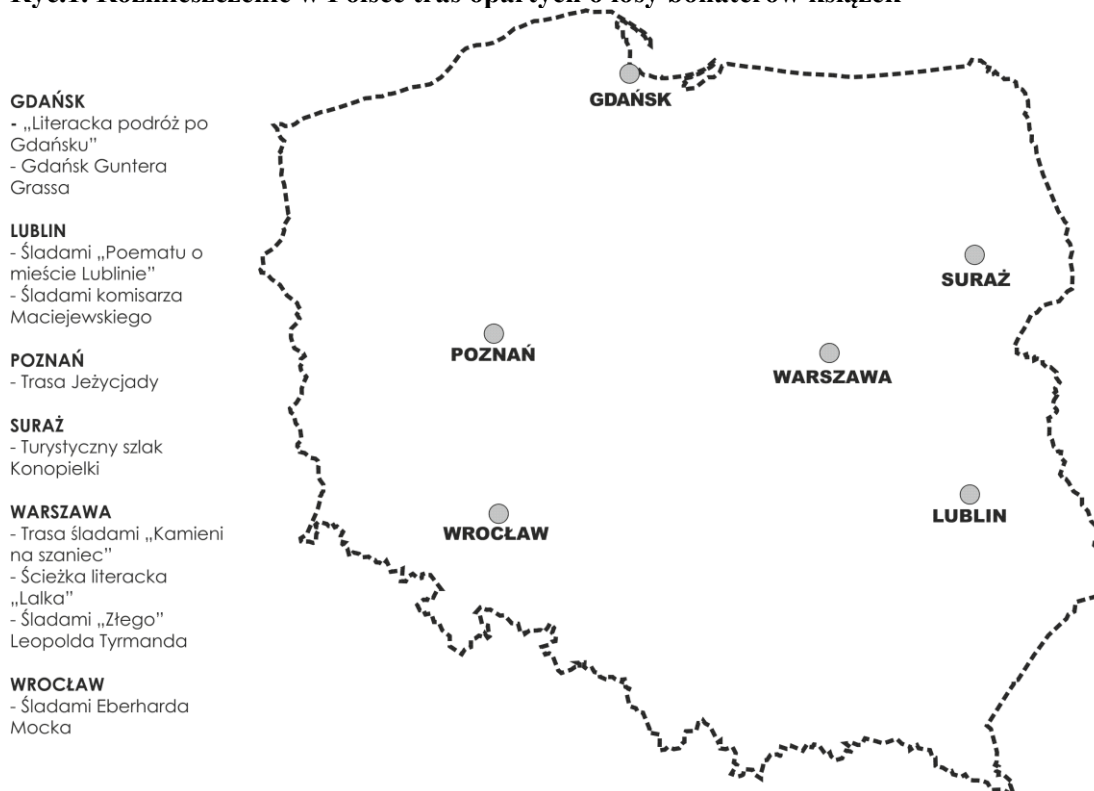 Ryc.1. Rozmieszczenie w Polsce tras opartych o losy bohaterów książek
GDAŃSK
- „Literacka podróż po
Gdańsku”
- Gdańsk Guntera
Grassa
LUBLIN
- Śladami „Poematu o
mieście Lublinie”
- Śladami komisarza
Maciejewskiego
POZNAŃ
- Trasa Jeżycjady
SURAŻ
- Turystyczny szlak
Konopielki
WARSZAWA
- Trasa śladami „Kamieni
na szaniec”
- Ścieżka literacka
„Lalka”
- Śladami „Złego”
Leopolda Tyrmanda
WROCŁAW
- Śladami Eberharda
Mocka
GDAŃSK
SURAŻ
POZNAŃ
WARSZAWA
LUBLIN
WROCŁAW